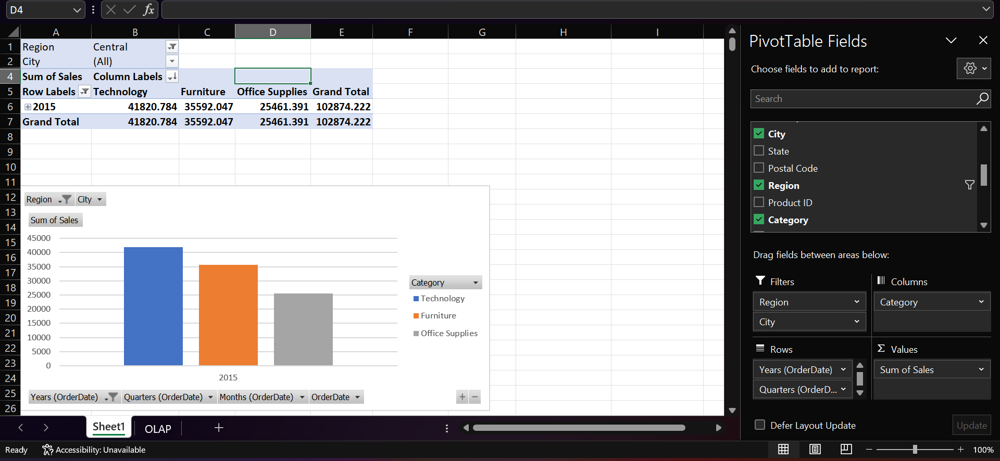 D4
fx
A B C D E F G H I
1 Region Central
2 City (All)
4 Sum of Sales Column Labels
5 Row Labels Technology Furniture Office Supplies Grand Total
6 2015 41820.784 35592.047 25461.391 102874.222
7 Grand Total 41820.784 35592.047 25461.391 102874.222
8
9
10
11
12
13
14
15
16
17
18
19
20
21
22
23
24
25
26
Region City
Sum of Sales
45000
40000
35000
30000
25000
20000
15000
10000
5000
0
2015
Category
Technology
Furniture
Office Supplies
Years (OrderDate) Quarters (OrderDate) Months (OrderDate) OrderDate
+ −
PivotTable Fields
Choose fields to add to report:
Search
City
State
Postal Code
Region
Product ID
Category
Drag fields between areas below:
Filters
Region
City
Columns
Category
Rows
Years (OrderDate)
Quarters (OrderD...
Σ Values
Sum of Sales
Defer Layout Update
Update
Sheet1 OLAP +
Ready Accessibility: Unavailable
− + 100%